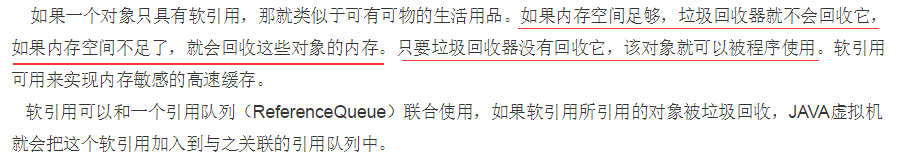 如果一个对象只具有软引用，那就类似于可有可物的生活用品。如果内存空间足够，垃圾回收器就不会回收它，
如果内存空间不足了，就会回收这些对象的内存。只要垃圾回收器没有回收它，该对象就可以被程序使用。软引用
可用来实现内存敏感的高速缓存。
软引用可以和一个引用队列（ReferenceQueue）联合使用，如果软引用所引用的对象被垃圾回收，JAVA虚拟机
就会把这个软引用加入到与之关联的引用队列中。